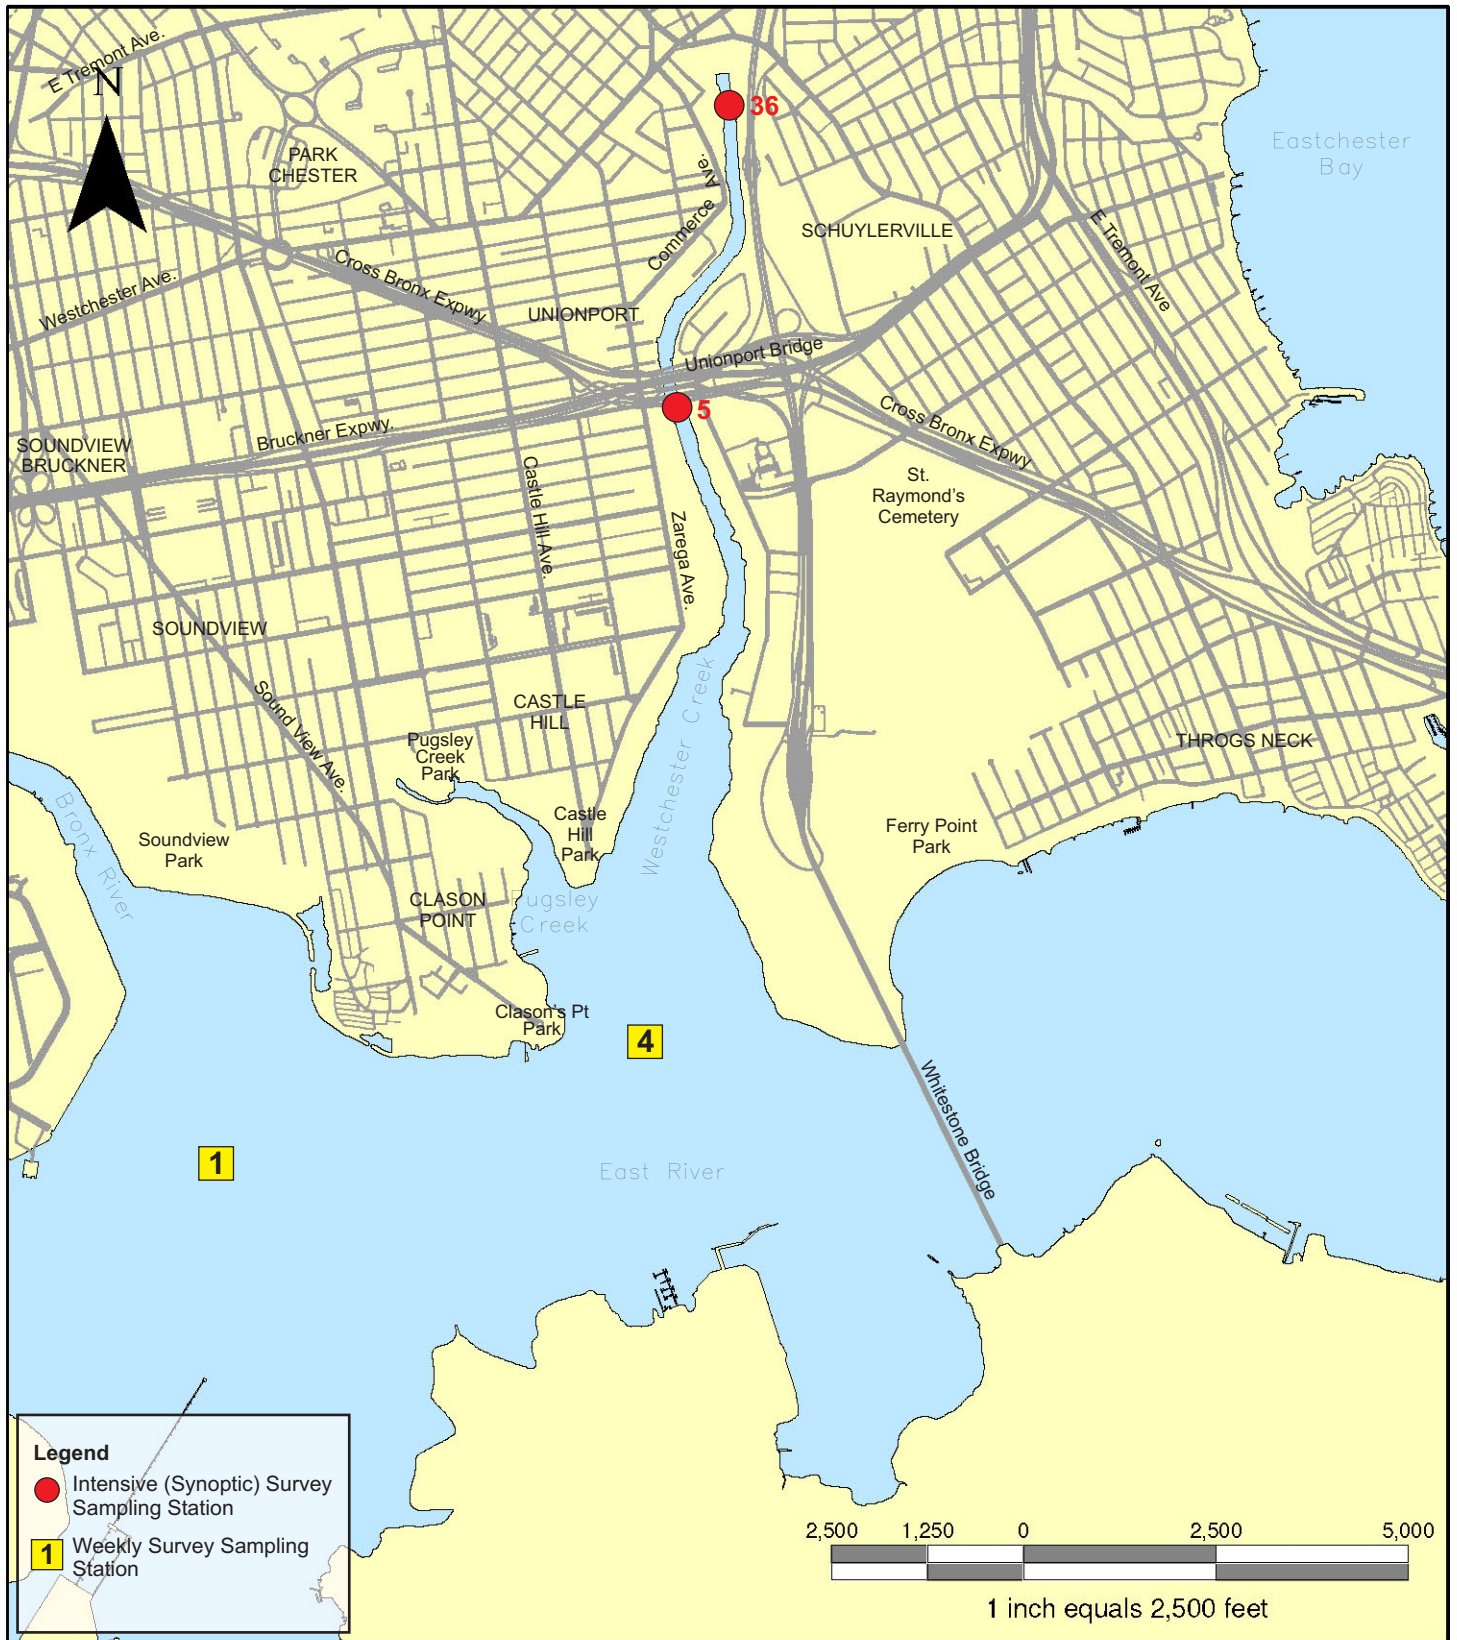 E Tremont Ave.
N
36
Eastchester
Bay
PARK
CHESTER
Commerce Ave.
SCHUYLERVILLE
E Tremont Ave
Cross Bronx Expwy
Westchester Ave.
UNIONPORT
Unionport Bridge
5
Cross Bronx Expwy
SOUNDVIEW
BRUCKNER
Bruckner Expwy.
Castle Hill Ave.
St.
Raymond's
Cemetery
Zarega Ave.
SOUNDVIEW
Sound View Ave.
CASTLE
HILL
Westchester Creek
Pugsley
Creek
Park
THROGS NECK
Bronx River
Soundview
Park
Castle
Hill
Park
Ferry Point
Park
CLASON
POINT
Pugsley
Creek
Clason's Pt
Park
4
Whitestone Bridge
1
East River
Legend
Intensive (Synoptic) Survey
Sampling Station
1
Weekly Survey Sampling
Station
2,500 1,250 0 2,500 5,000
1 inch equals 2,500 feet